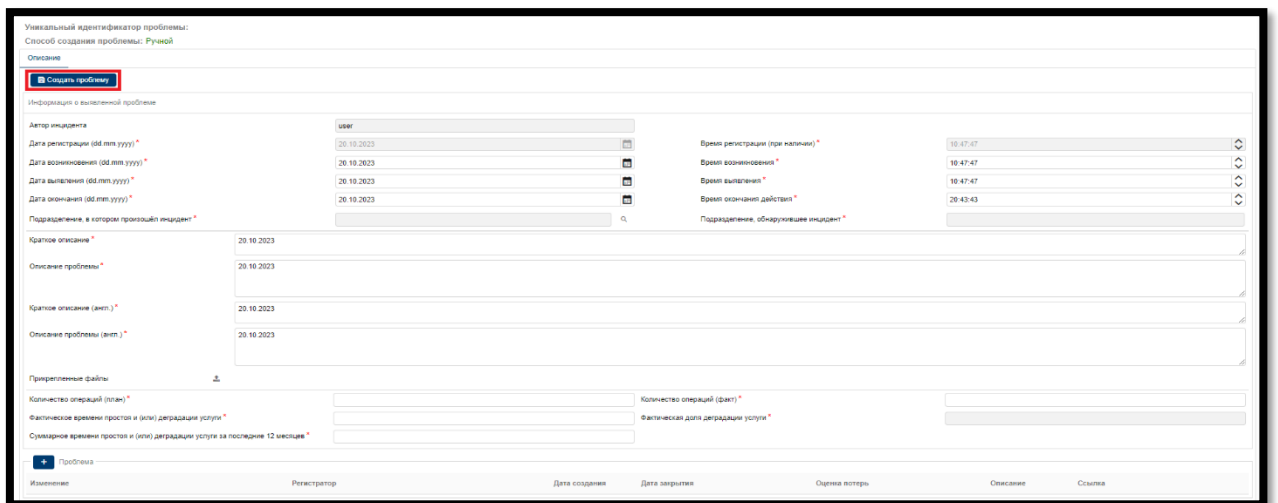 Уникальный идентификатор проблемы:
Способ создания проблемы: Ручной
Описание
Создать проблему
Информация о выявленной проблеме
Автор инцидента user
Дата регистрации (dd.mm.yyyy) * 20.10.2023 Время регистрации (при наличии) * 10:47:47
Дата возникновения (dd.mm.yyyy) * 20.10.2023 Время возникновения * 10:47:47
Дата выявления (dd.mm.yyyy) * 20.10.2023 Время выявления * 10:47:47
Дата окончания (dd.mm.yyyy) * 20.10.2023 Время окончания действия * 20:43:43
Подразделение, в котором произошёл инцидент * Подразделение, обнаружившее инцидент *
Краткое описание * 20.10.2023
Описание проблемы * 20.10.2023
Краткое описание (англ.) * 20.10.2023
Описание проблемы (англ.) * 20.10.2023
Прикрепленные файлы
Количество операций (план) * Количество операций (факт) *
Фактическое времени простоя и (или) деградации услуги * Фактическая доля деградации услуги *
Суммарное времени простоя и (или) деградации услуги за последние 12 месяцев *
+ Проблема
Изменение Регистратор Дата создания Дата закрытия Оценка потерь Описание Ссылка